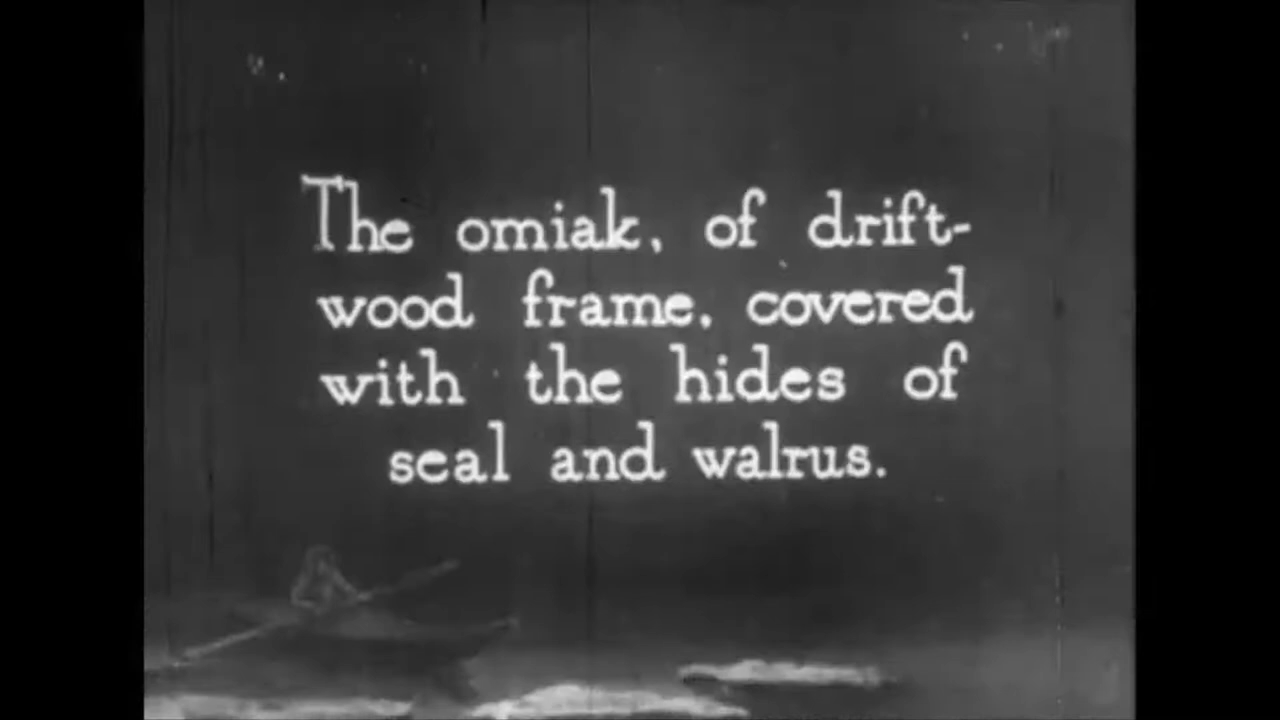 The omiak, of drift-
wood frame, covered
with the hides of
seal and walrus.